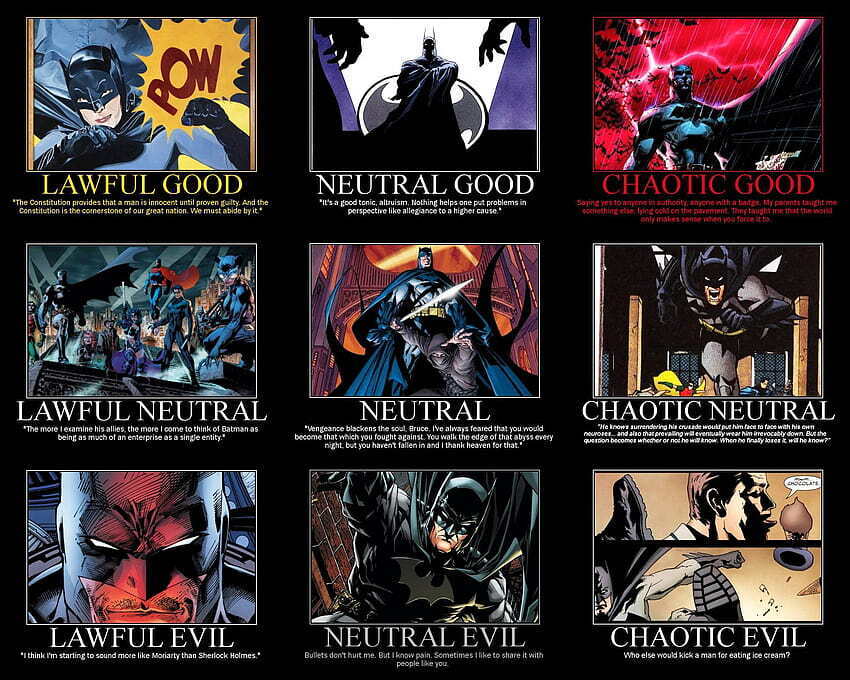 POW
LAWFUL GOOD
"The Constitution provides that a man is innocent until proven guilty. And the
Constitution is the cornerstone of our great nation. We must abide by it."
NEUTRAL GOOD
"It's a good tonic, altruism. Nothing helps one put problems in
perspective like allegiance to a higher cause."
CHAOTIC GOOD
Saying yes to anyone in authority, anyone with a badge. My parents taught me
something else, lying cold on the pavement. They taught me that the world
only makes sense when you force it to.
LAWFUL NEUTRAL
"The more I examine his allies, the more I come to think of Batman as
being as much of an enterprise as a single entity."
NEUTRAL
"Vengeance blackens the soul, Bruce. I've always feared that you would
become that which you fought against. You walk the edge of that abyss every
night, but you haven't fallen in and I thank heaven for that."
CHAOTIC NEUTRAL
"He knows surrendering his crusade would put him face to face with his own
neuroses... and also that prevailing will eventually wear him irrevocably down. But the
question becomes whether or not he will know. When he finally loses it, will he know?"
LAWFUL EVIL
"I think I'm starting to sound more like Moriarty than Sherlock Holmes."
NEUTRAL EVIL
Bullets don't hurt me. But I know pain. Sometimes I like to share it with
people like you.
CHOCOLATE
CHAOTIC EVIL
Who else would kick a man for eating ice cream?